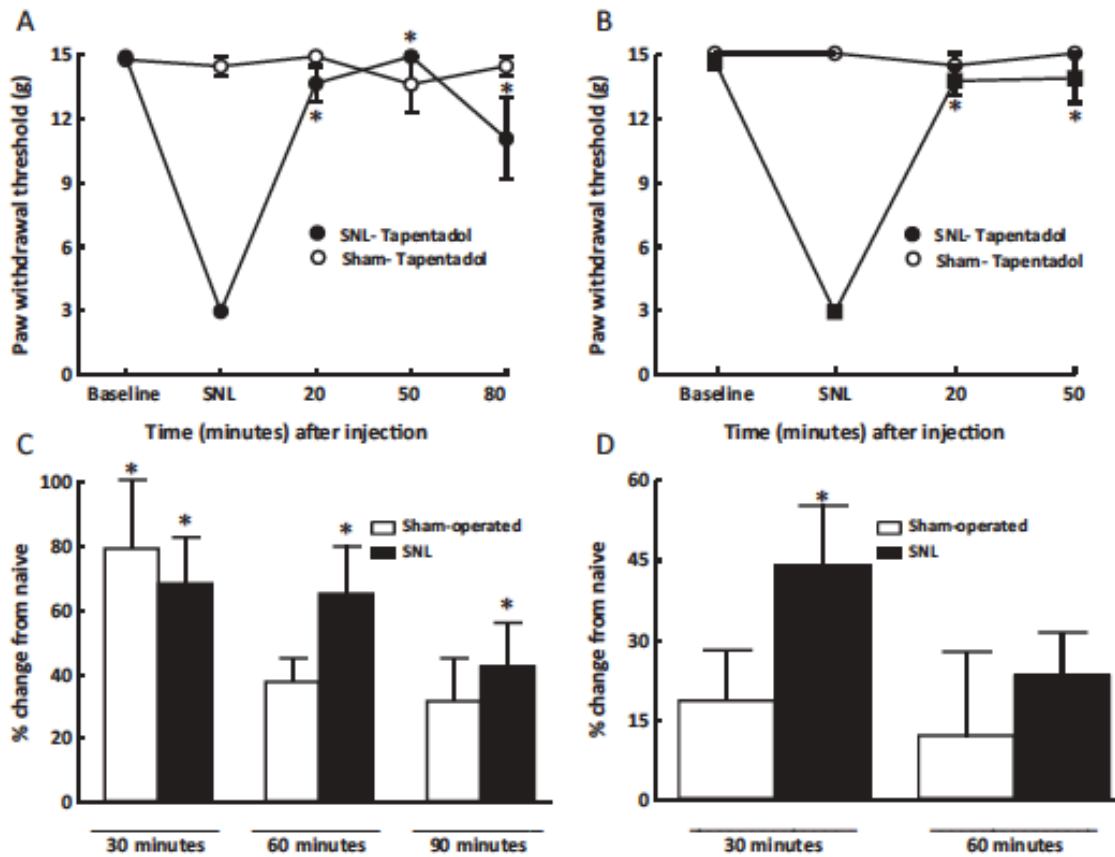 A
*
15
12
9
6
3
0
Paw withdrawal threshold (g)
*
*
SNL- Tapentadol
Sham- Tapentadol
Baseline SNL 20 50 80
Time (minutes) after injection
B
15
12
9
6
3
0
Paw withdrawal threshold (g)
* *
SNL- Tapentadol
Sham- Tapentadol
Baseline SNL 20 50
Time (minutes) after injection
C
100
80
60
40
20
0
% change from naive
* * * *
Sham-operated
SNL
30 minutes 60 minutes 90 minutes
D
60
45
30
15
0
% change from naive
*
Sham-operated
SNL
30 minutes 60 minutes